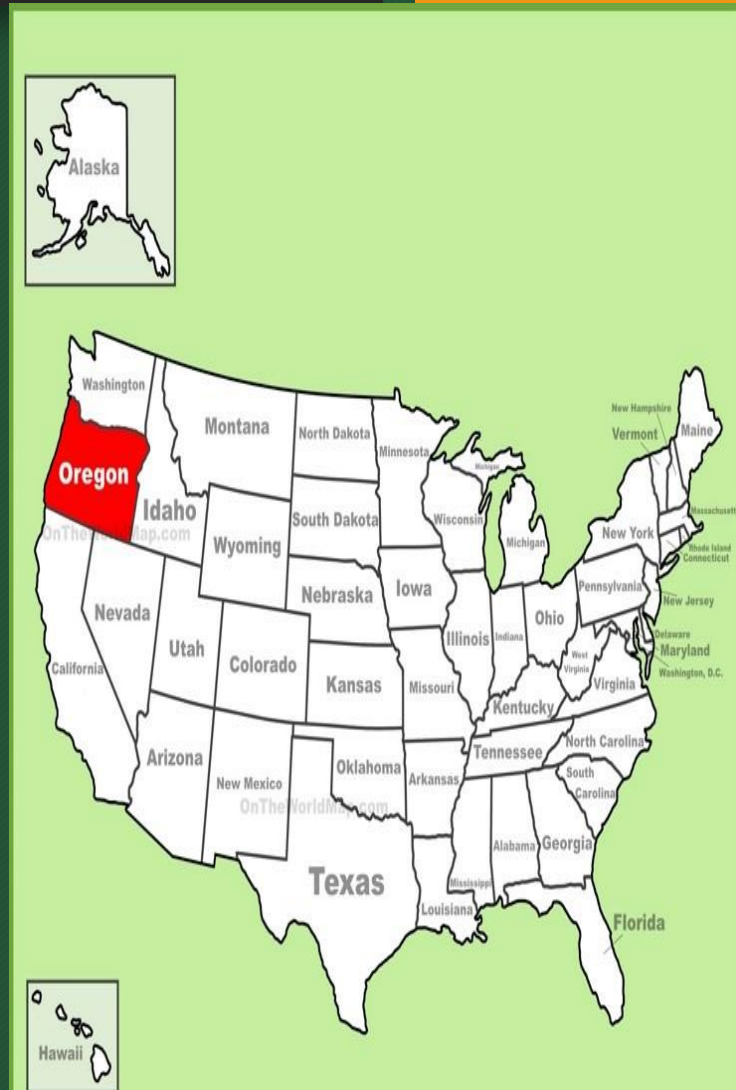 Alaska
Washington
Montana
North Dakota
Minnesota
Michigan
New Hampshire
Vermont
Maine
Oregon
Idaho
OnTheWorldMap.com
Wyoming
South Dakota
Wisconsin
Michigan
New York
Massachusett
Rhode Island
Connecticut
Nebraska
Iowa
Pennsylvania
New Jersey
Nevada
Utah
Colorado
Illinois
Indiana
Ohio
Delaware
Maryland
Washington, D.C.
California
Kansas
Missouri
West
Virginia
Virginia
Kentucky
Arizona
New Mexico
Oklahoma
Arkansas
Tennessee
North Carolina
South
Carolina
OnTheWorldMap.com
Texas
Mississippi
Alabama
Georgia
Louisiana
Florida
Hawaii